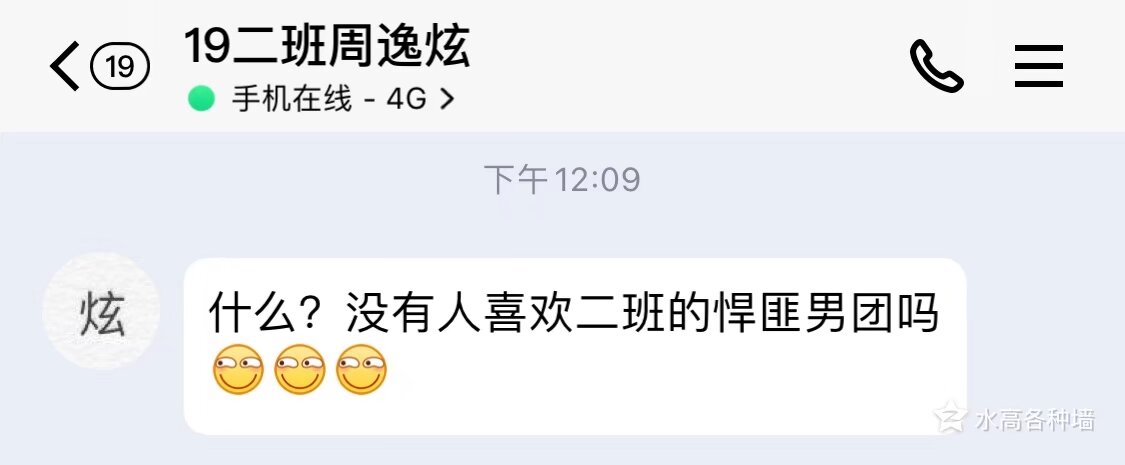 19
19二班周逸炫
手机在线 - 4G
下午12:09
炫
什么？没有人喜欢二班的悍匪男团吗
水高各种墙